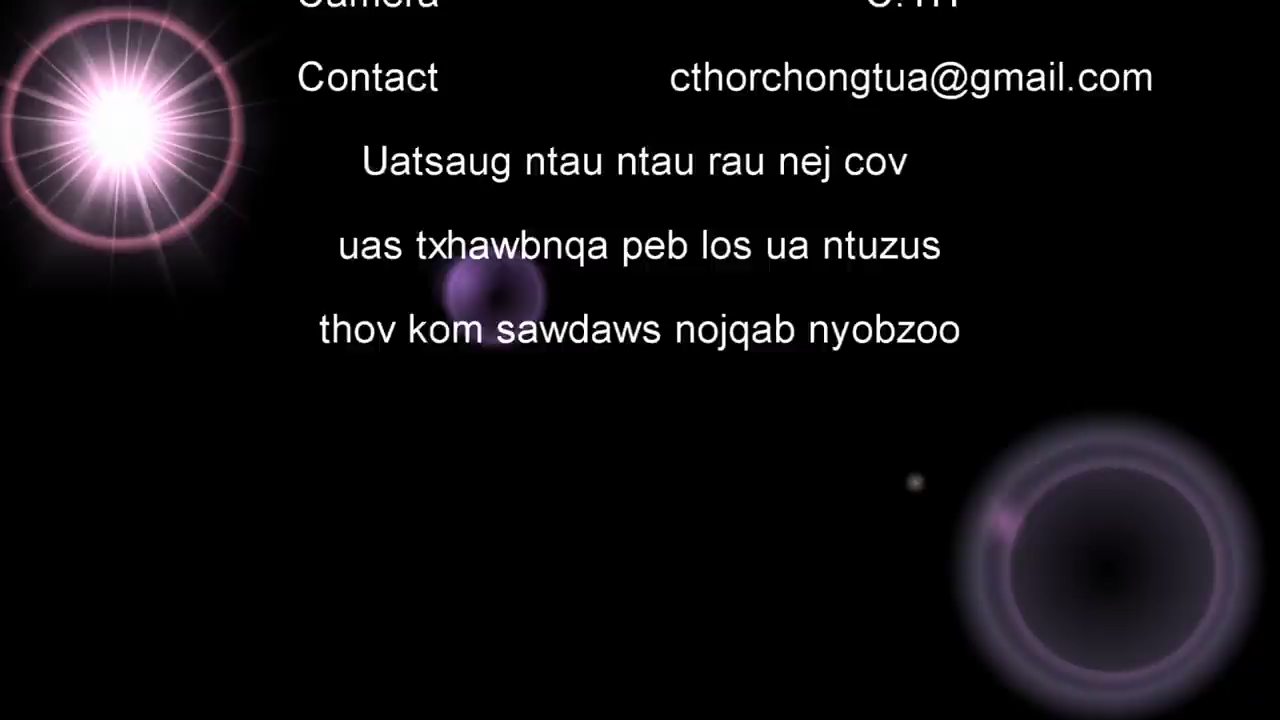 Camera
Contact cthorchongtua@gmail.com
Uatsaug ntau ntau rau nej cov
uas txhawbnqa peb los ua ntuzus
thov kom sawdaws nojqab nyobzoo